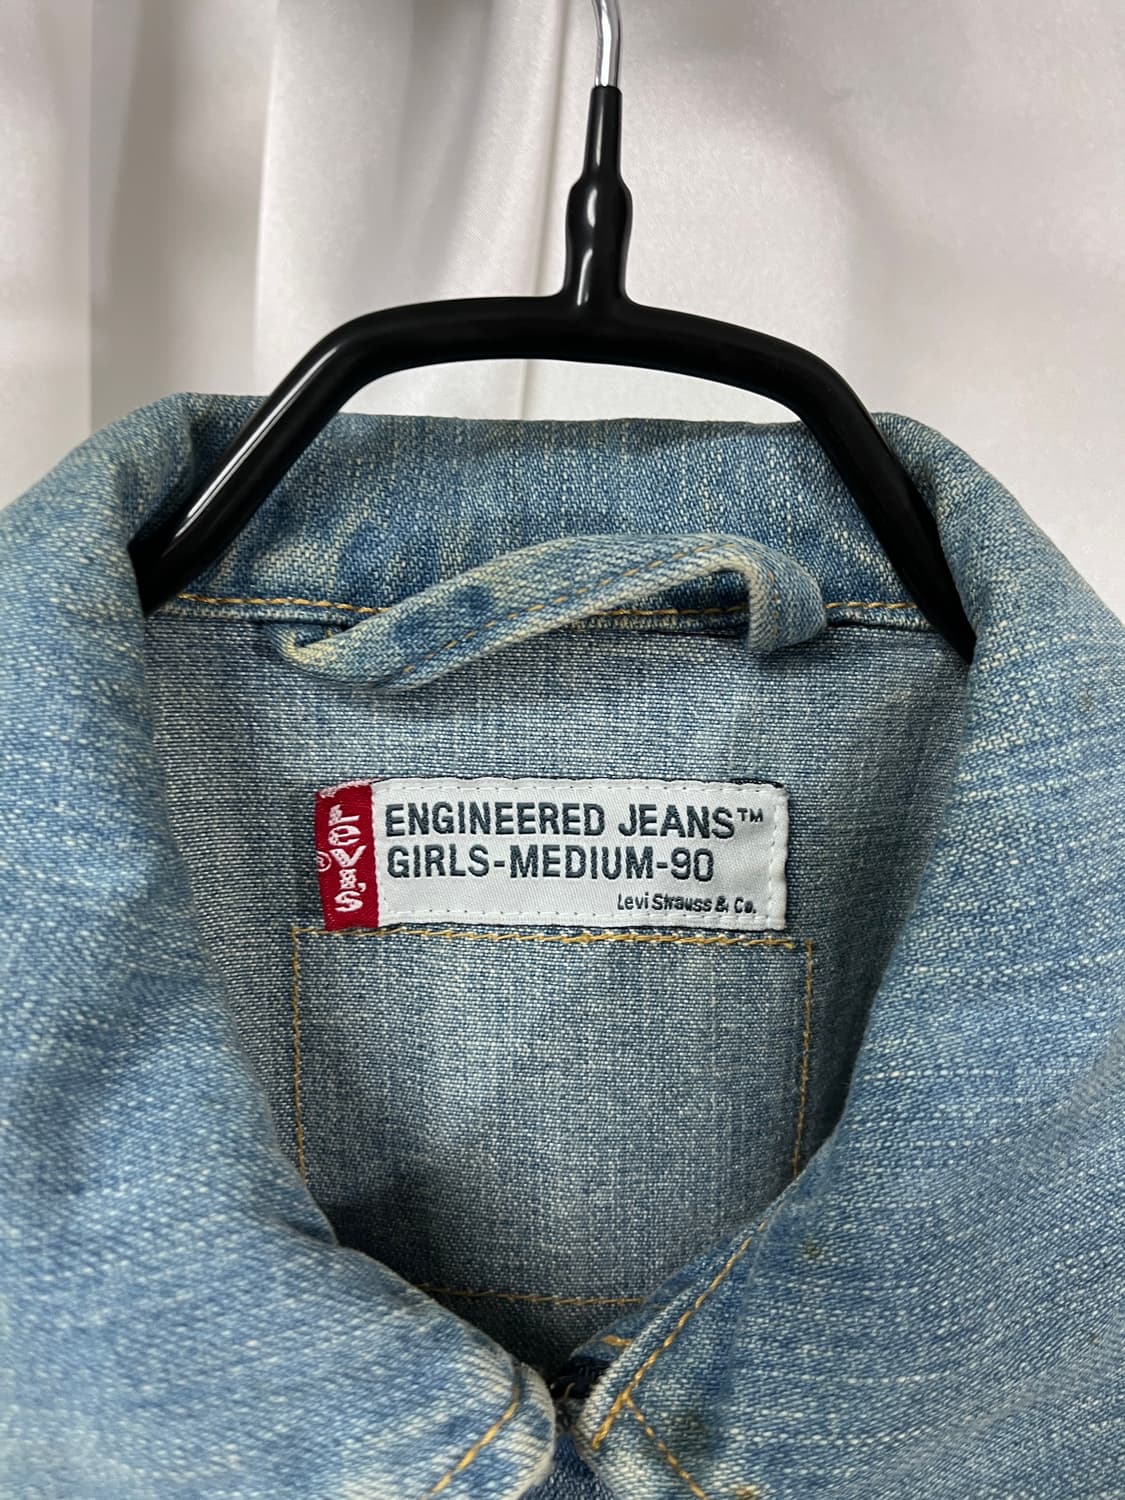 LEVI'S®
ENGINEERED JEANS™
GIRLS-MEDIUM-90
Levi Strauss & Co.